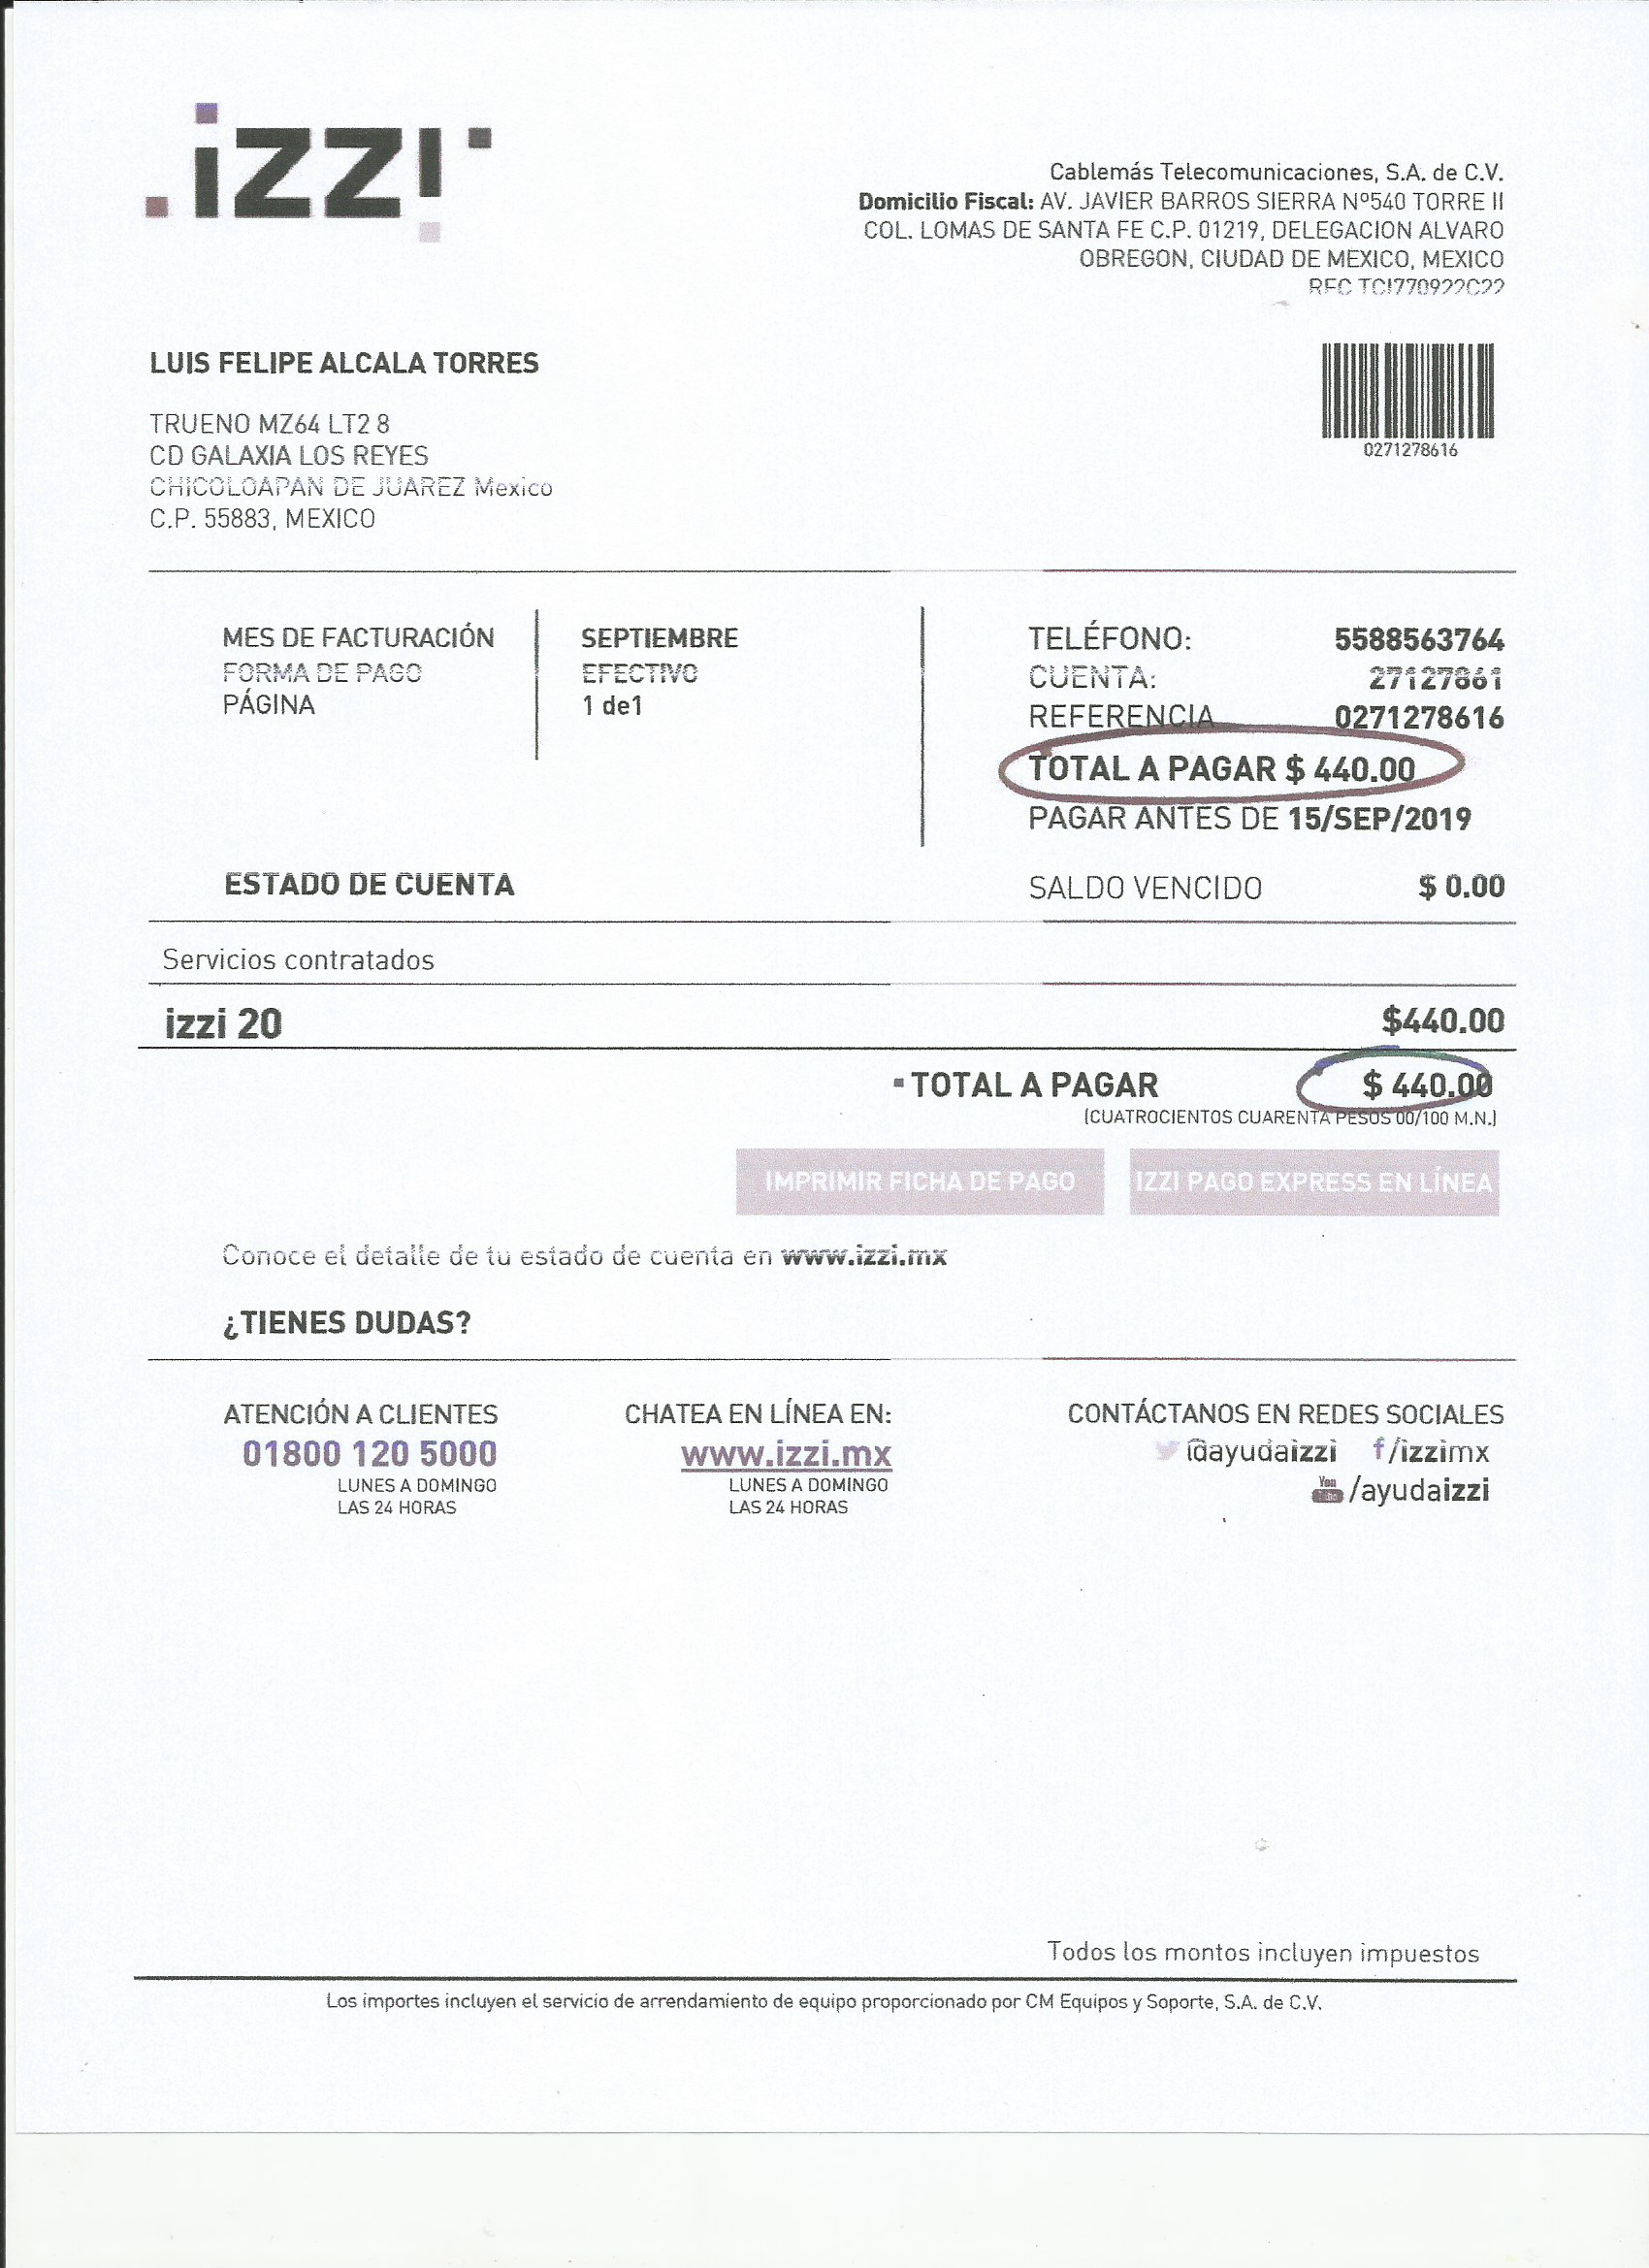 izzi
Cablemás Telecomunicaciones, S.A. de C.V.
Domicilio Fiscal: AV. JAVIER BARROS SIERRA Nº540 TORRE II
COL. LOMAS DE SANTA FE C.P. 01219, DELEGACION ALVARO
OBREGON, CIUDAD DE MEXICO, MEXICO
RFC TCI770922C22
LUIS FELIPE ALCALA TORRES
0271278616
TRUENO MZ64 LT2 8
CD GALAXIA LOS REYES
CHICOLOAPAN DE JUAREZ Mexico
C.P. 55883, MEXICO
MES DE FACTURACIÓN SEPTIEMBRE
FORMA DE PAGO EFECTIVO
PÁGINA 1 de1
TELÉFONO: 5588563764
CUENTA: 27127861
REFERENCIA 0271278616
TOTAL A PAGAR $ 440.00
PAGAR ANTES DE 15/SEP/2019
ESTADO DE CUENTA
SALDO VENCIDO $ 0.00
Servicios contratados
izzi 20 $440.00
TOTAL A PAGAR $ 440.00
(CUATROCIENTOS CUARENTA PESOS 00/100 M.N.)
IMPRIMIR FICHA DE PAGO IZZI PAGO EXPRESS EN LÍNEA
Conoce el detalle de tu estado de cuenta en www.izzi.mx
¿TIENES DUDAS?
ATENCIÓN A CLIENTES
01800 120 5000
LUNES A DOMINGO
LAS 24 HORAS
CHATEA EN LÍNEA EN:
www.izzi.mx
LUNES A DOMINGO
LAS 24 HORAS
CONTÁCTANOS EN REDES SOCIALES
@ayudaizzi f/izzimx
You Tube /ayudaizzi
Todos los montos incluyen impuestos
Los importes incluyen el servicio de arrendamiento de equipo proporcionado por CM Equipos y Soporte, S.A. de C.V.